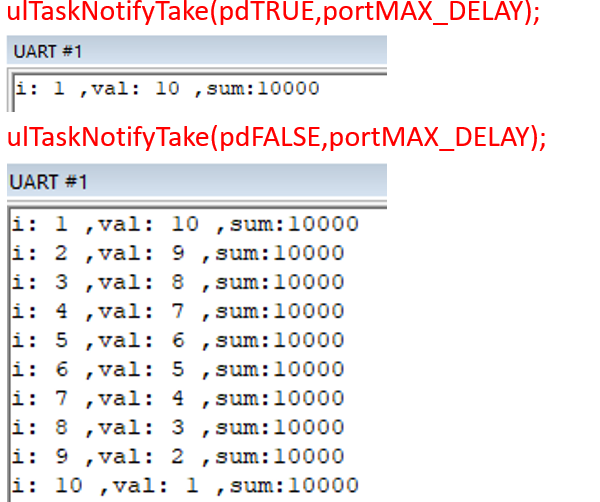 ulTaskNotifyTake(pdTRUE,portMAX_DELAY);
UART #1
i: 1 ,val: 10 ,sum:10000
ulTaskNotifyTake(pdFALSE,portMAX_DELAY);
UART #1
i: 1 ,val: 10 ,sum:10000
i: 2 ,val: 9 ,sum:10000
i: 3 ,val: 8 ,sum:10000
i: 4 ,val: 7 ,sum:10000
i: 5 ,val: 6 ,sum:10000
i: 6 ,val: 5 ,sum:10000
i: 7 ,val: 4 ,sum:10000
i: 8 ,val: 3 ,sum:10000
i: 9 ,val: 2 ,sum:10000
i: 10 ,val: 1 ,sum:10000